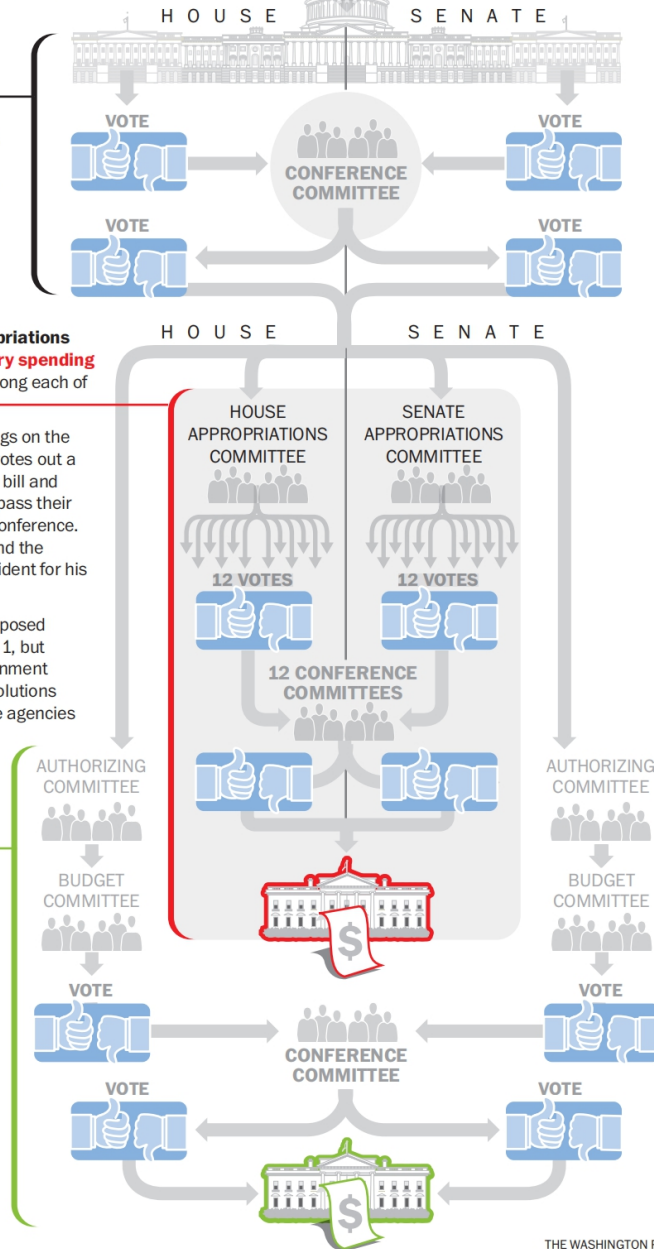 HOUSE SENATE
VOTE VOTE
CONFERENCE
COMMITTEE
VOTE VOTE
HOUSE SENATE
priations
ry spending
ong each of
gs on the
otes out a
bill and
pass their
onference.
nd the
ident for his
posed
1, but
nment
olutions
e agencies
HOUSE
APPROPRIATIONS
COMMITTEE
SENATE
APPROPRIATIONS
COMMITTEE
12 VOTES 12 VOTES
12 CONFERENCE
COMMITTEES
AUTHORIZING
COMMITTEE
AUTHORIZING
COMMITTEE
BUDGET
COMMITTEE
BUDGET
COMMITTEE
$
VOTE VOTE
CONFERENCE
COMMITTEE
VOTE VOTE
$
THE WASHINGTON P